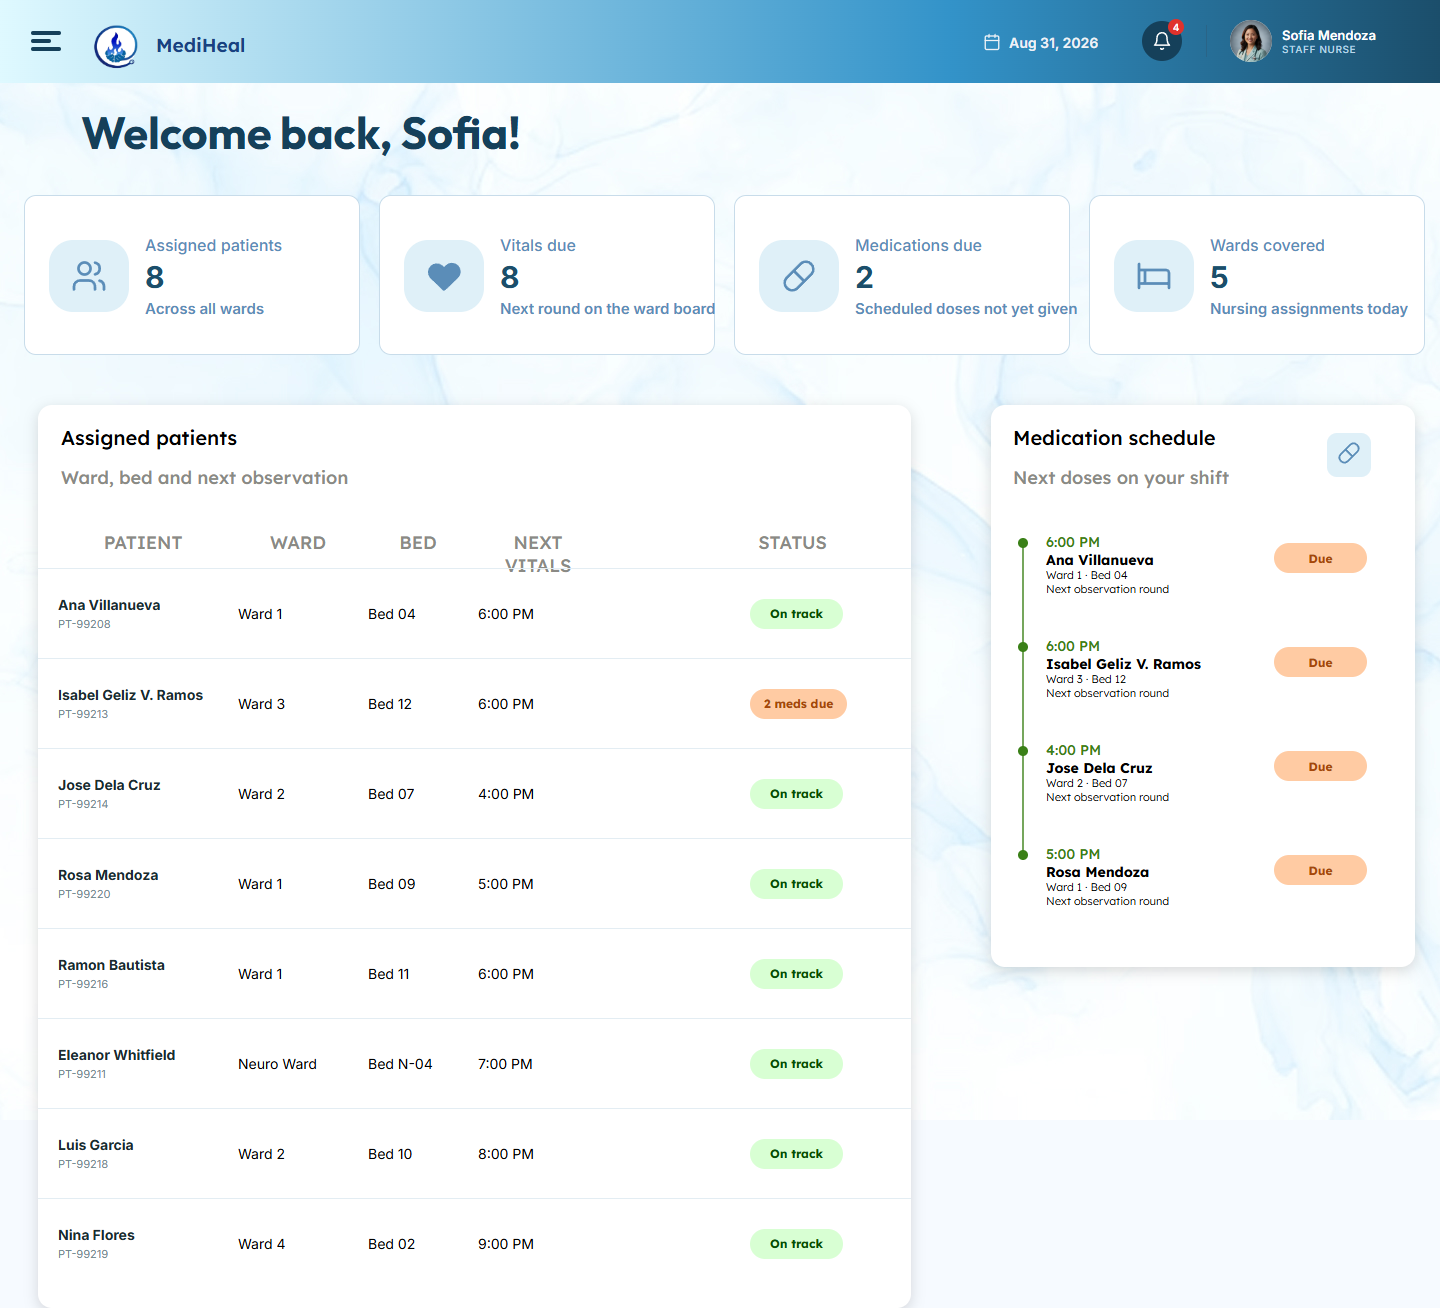 MediHeal
Aug 31, 2026
4
Sofia Mendoza
STAFF NURSE
Welcome back, Sofia!
Assigned patients
8
Across all wards
Vitals due
8
Next round on the ward board
Medications due
2
Scheduled doses not yet given
Wards covered
5
Nursing assignments today
Assigned patients
Ward, bed and next observation
PATIENT WARD BED NEXT VITALS STATUS
Ana Villanueva
PT-99208
Ward 1 Bed 04 6:00 PM On track
Isabel Geliz V. Ramos
PT-99213
Ward 3 Bed 12 6:00 PM 2 meds due
Jose Dela Cruz
PT-99214
Ward 2 Bed 07 4:00 PM On track
Rosa Mendoza
PT-99220
Ward 1 Bed 09 5:00 PM On track
Ramon Bautista
PT-99216
Ward 1 Bed 11 6:00 PM On track
Eleanor Whitfield
PT-99211
Neuro Ward Bed N-04 7:00 PM On track
Luis Garcia
PT-99218
Ward 2 Bed 10 8:00 PM On track
Nina Flores
PT-99219
Ward 4 Bed 02 9:00 PM On track
Medication schedule
Next doses on your shift
6:00 PM
Ana Villanueva
Ward 1 · Bed 04
Next observation round
Due
6:00 PM
Isabel Geliz V. Ramos
Ward 3 · Bed 12
Next observation round
Due
4:00 PM
Jose Dela Cruz
Ward 2 · Bed 07
Next observation round
Due
5:00 PM
Rosa Mendoza
Ward 1 · Bed 09
Next observation round
Due